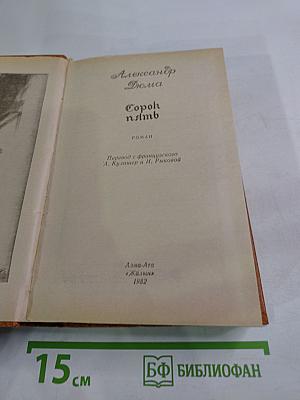 Александр
Дюма
Сорок
пять
РОМАН
Перевод с французского
А. Кулишер и Н. Рыковой
Алма-Ата
«Жалын»
1982
15 см
БФ БИБЛИОФАН